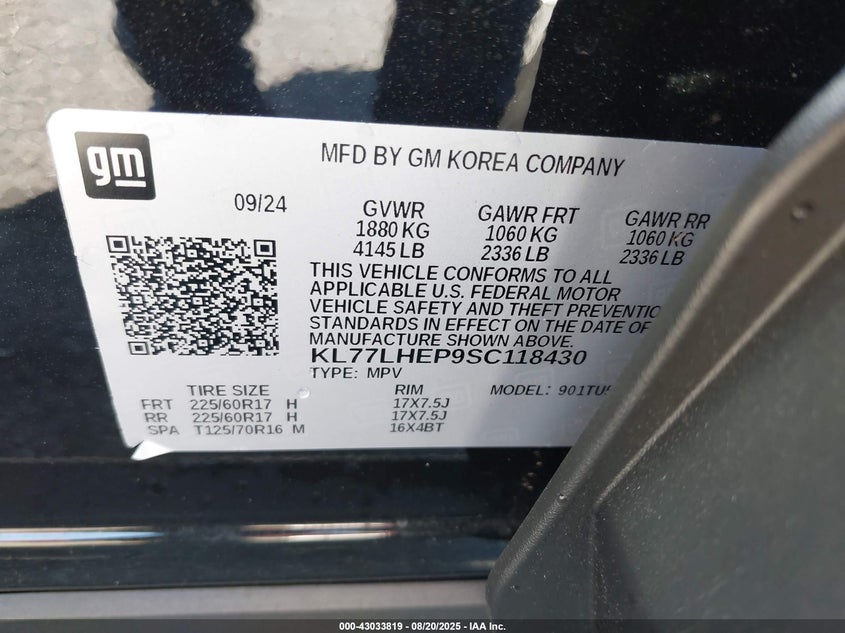 gm
MFD BY GM KOREA COMPANY
09/24
GVWR GAWR FRT GAWR RR
1880 KG 1060 KG 1060 KG
4145 LB 2336 LB 2336 LB
THIS VEHICLE CONFORMS TO ALL
APPLICABLE U.S. FEDERAL MOTOR
VEHICLE SAFETY AND THEFT PREVENTIO
STANDARDS IN EFFECT ON THE DATE OF
MANUFACTURE SHOWN ABOVE.
KL77LHEP9SC118430
TYPE: MPV
TIRE SIZE RIM MODEL: 901TU
FRT 225/60R17 H 17X7.5J
RR 225/60R17 H 17X7.5J
SPA T125/70R16 M 16X4BT
000-43033819 - 08/20/2025 - IAA Inc.